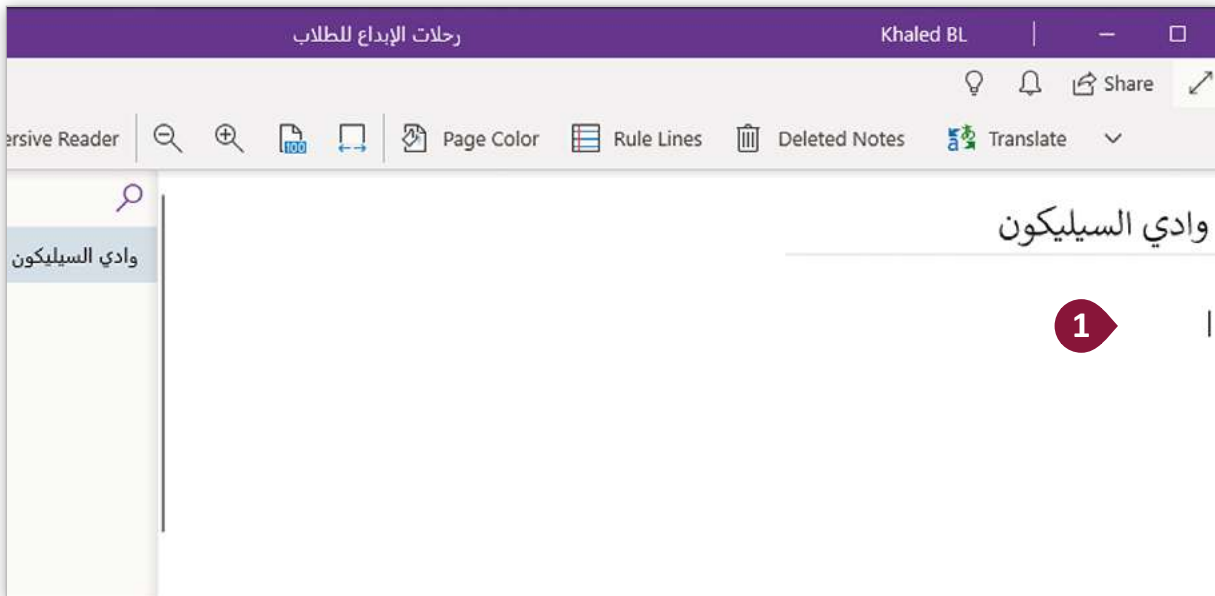 رحلات الإبداع للطلاب
Khaled BL
Share
ersive Reader
Page Color
Rule Lines
Deleted Notes
Translate
وادي السيليكون
وادي السيليكون
1